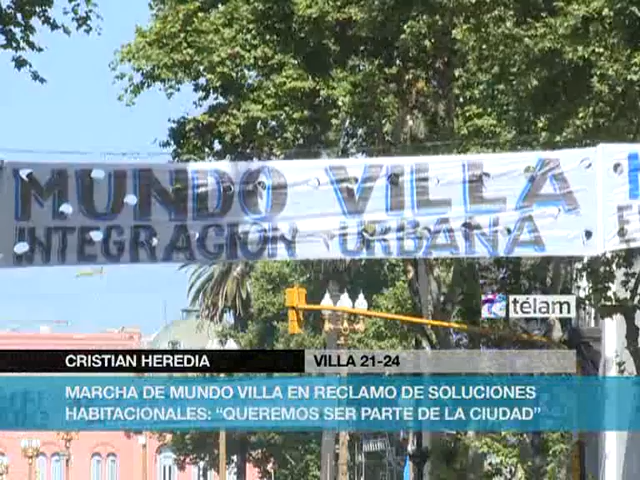 MUNDO VILLA
INTEGRACION URBANA
télam
CRISTIAN HEREDIA
VILLA 21-24
MARCHA DE MUNDO VILLA EN RECLAMO DE SOLUCIONES
HABITACIONALES: “QUEREMOS SER PARTE DE LA CIUDAD”